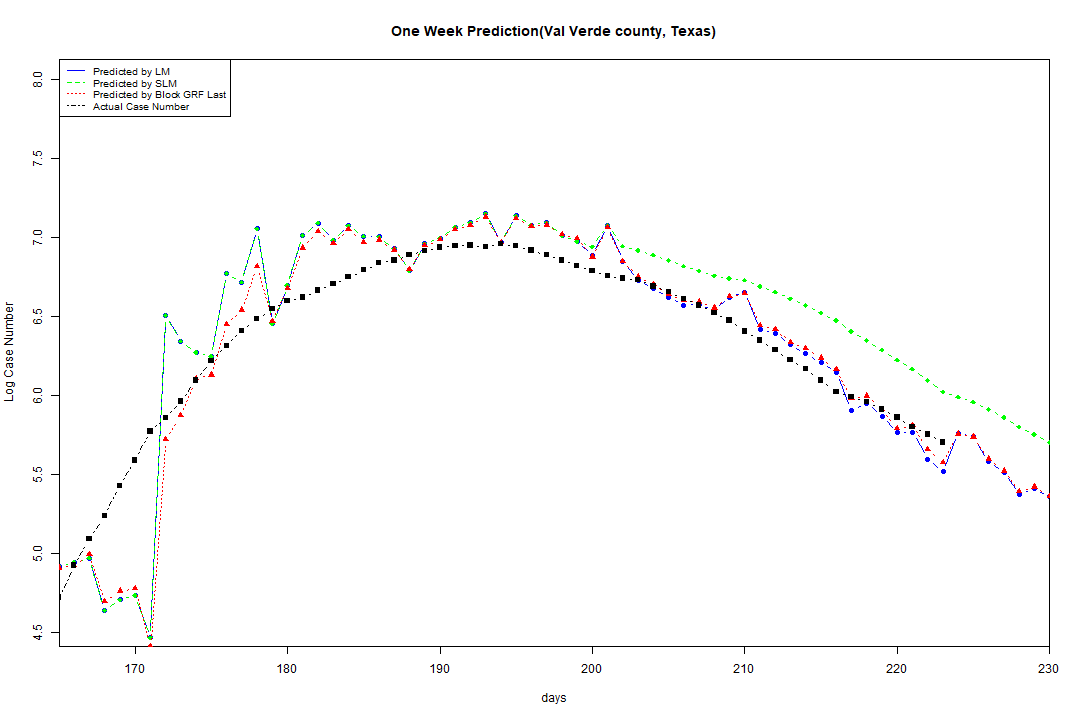 One Week Prediction(Val Verde county, Texas)
Predicted by LM
Predicted by SLM
Predicted by Block GRF Last
Actual Case Number
8.0
7.5
7.0
6.5
6.0
5.5
5.0
4.5
Log Case Number
170 180 190 200 210 220 230
days